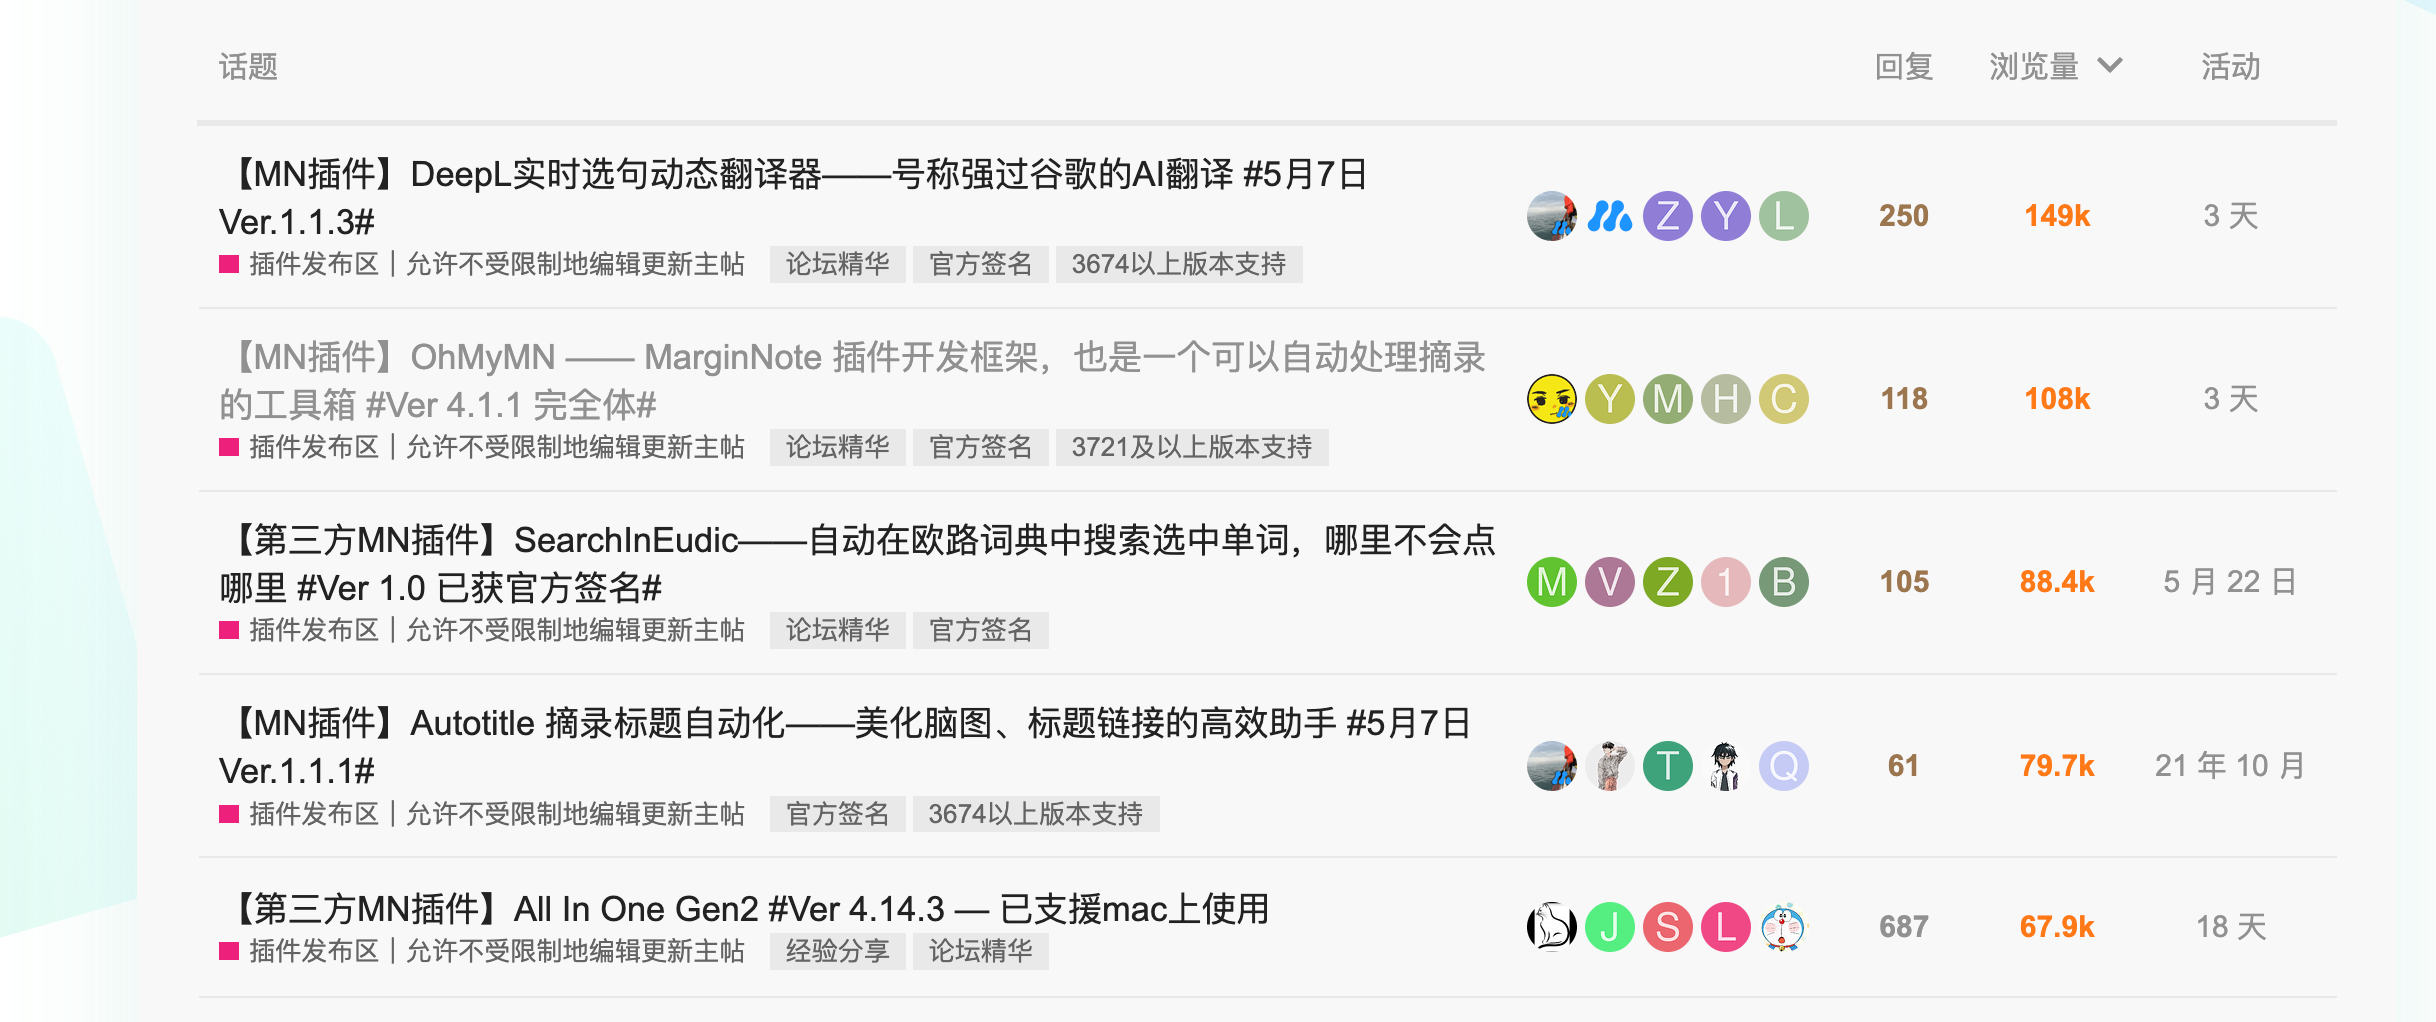 话题 回复 浏览量 活动
【MN插件】DeepL实时选句动态翻译器——号称强过谷歌的AI翻译 #5月7日
Ver.1.1.3#
Z Y L 250 149k 3 天
插件发布区｜允许不受限制地编辑更新主帖 论坛精华 官方签名 3674以上版本支持
【MN插件】OhMyMN —— MarginNote 插件开发框架，也是一个可以自动处理摘录
的工具箱 #Ver 4.1.1 完全体#
Y M H C 118 108k 3 天
插件发布区｜允许不受限制地编辑更新主帖 论坛精华 官方签名 3721及以上版本支持
【第三方MN插件】SearchInEudic——自动在欧路词典中搜索选中单词，哪里不会点
哪里 #Ver 1.0 已获官方签名#
M V Z 1 B 105 88.4k 5 月 22 日
插件发布区｜允许不受限制地编辑更新主帖 论坛精华 官方签名
【MN插件】Autotitle 摘录标题自动化——美化脑图、标题链接的高效助手 #5月7日
Ver.1.1.1#
T Q 61 79.7k 21 年 10 月
插件发布区｜允许不受限制地编辑更新主帖 官方签名 3674以上版本支持
【第三方MN插件】All In One Gen2 #Ver 4.14.3 — 已支援mac上使用
J S L 687 67.9k 18 天
插件发布区｜允许不受限制地编辑更新主帖 经验分享 论坛精华